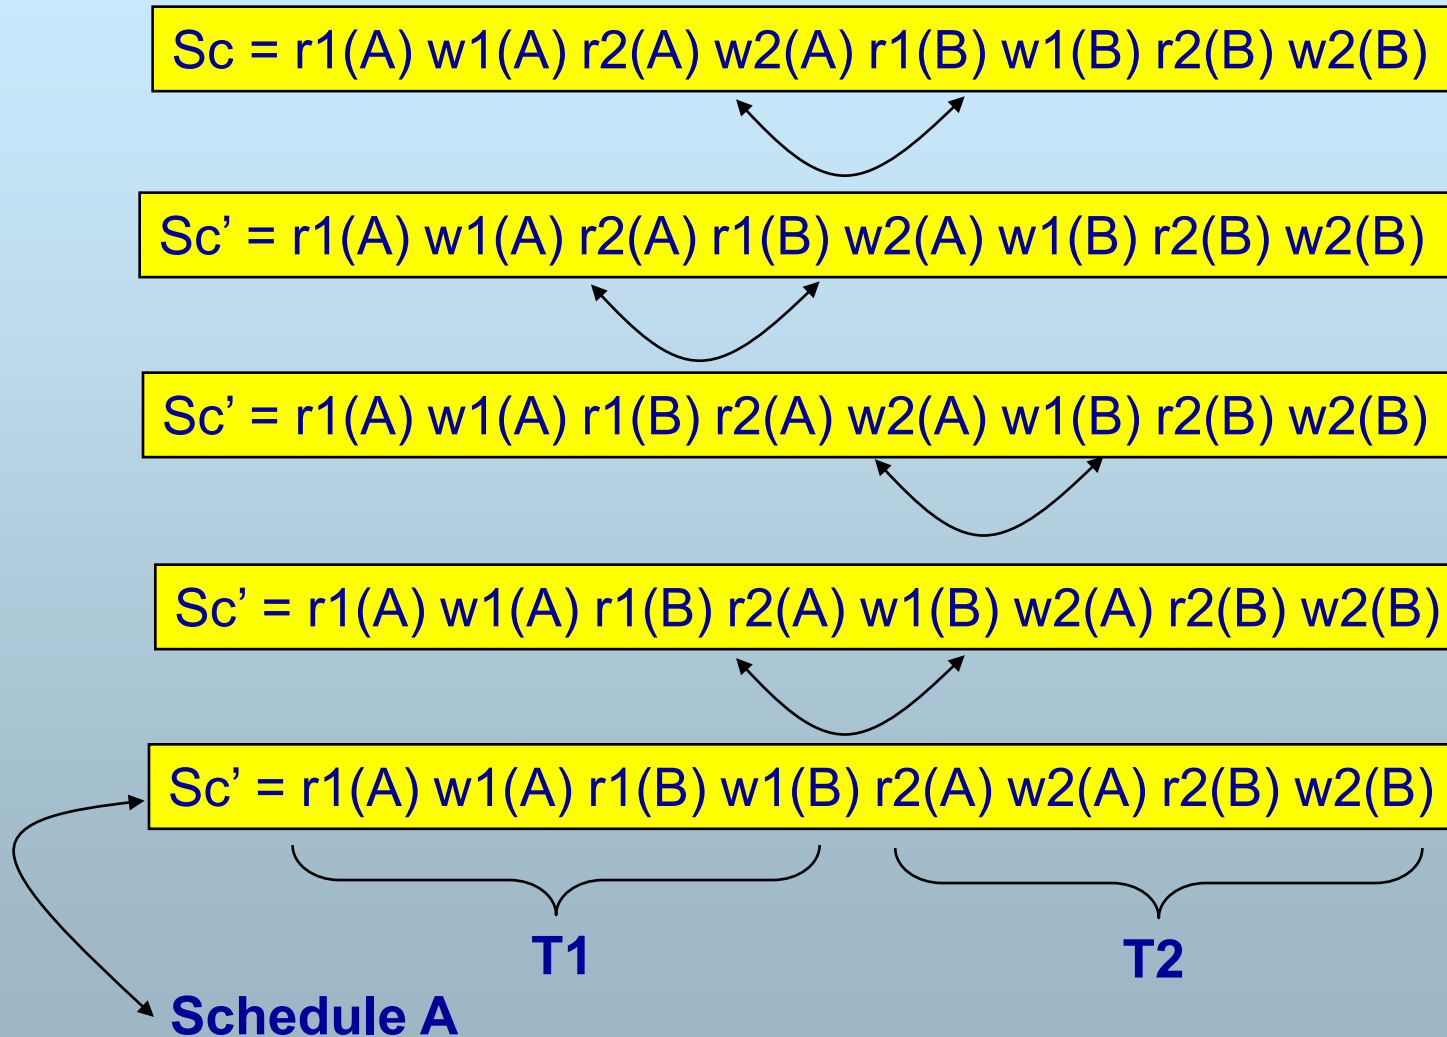 Sc = r1(A) w1(A) r2(A) w2(A) r1(B) w1(B) r2(B) w2(B)
Sc’ = r1(A) w1(A) r2(A) r1(B) w2(A) w1(B) r2(B) w2(B)
Sc’ = r1(A) w1(A) r1(B) r2(A) w2(A) w1(B) r2(B) w2(B)
Sc’ = r1(A) w1(A) r1(B) r2(A) w1(B) w2(A) r2(B) w2(B)
Sc’ = r1(A) w1(A) r1(B) w1(B) r2(A) w2(A) r2(B) w2(B)
T1 T2
Schedule A